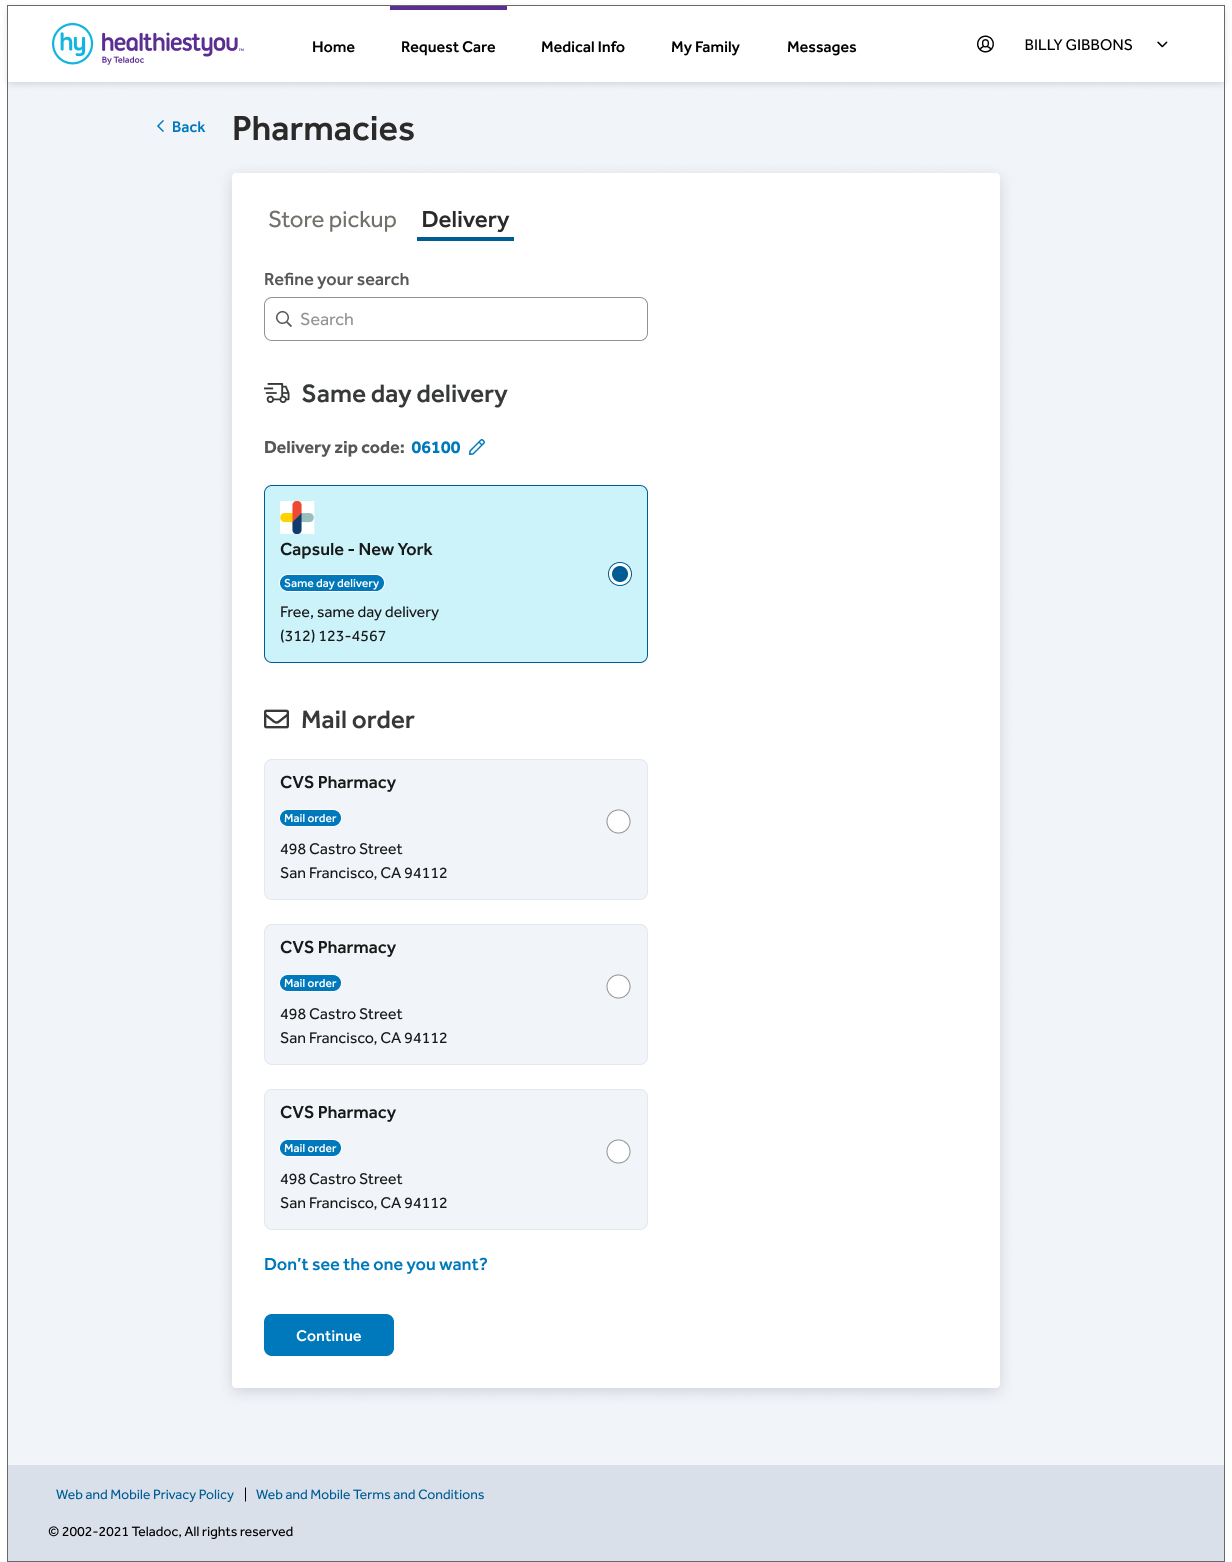 hy healthiestyou™
By Teladoc
Home Request Care Medical Info My Family Messages BILLY GIBBONS
Back
Pharmacies
Store pickup Delivery
Refine your search
Search
Same day delivery
Delivery zip code: 06100
Capsule - New York
Same day delivery
Free, same day delivery
(312) 123-4567
Mail order
CVS Pharmacy
Mail order
498 Castro Street
San Francisco, CA 94112
CVS Pharmacy
Mail order
498 Castro Street
San Francisco, CA 94112
CVS Pharmacy
Mail order
498 Castro Street
San Francisco, CA 94112
Don’t see the one you want?
Continue
Web and Mobile Privacy Policy | Web and Mobile Terms and Conditions
© 2002-2021 Teladoc, All rights reserved